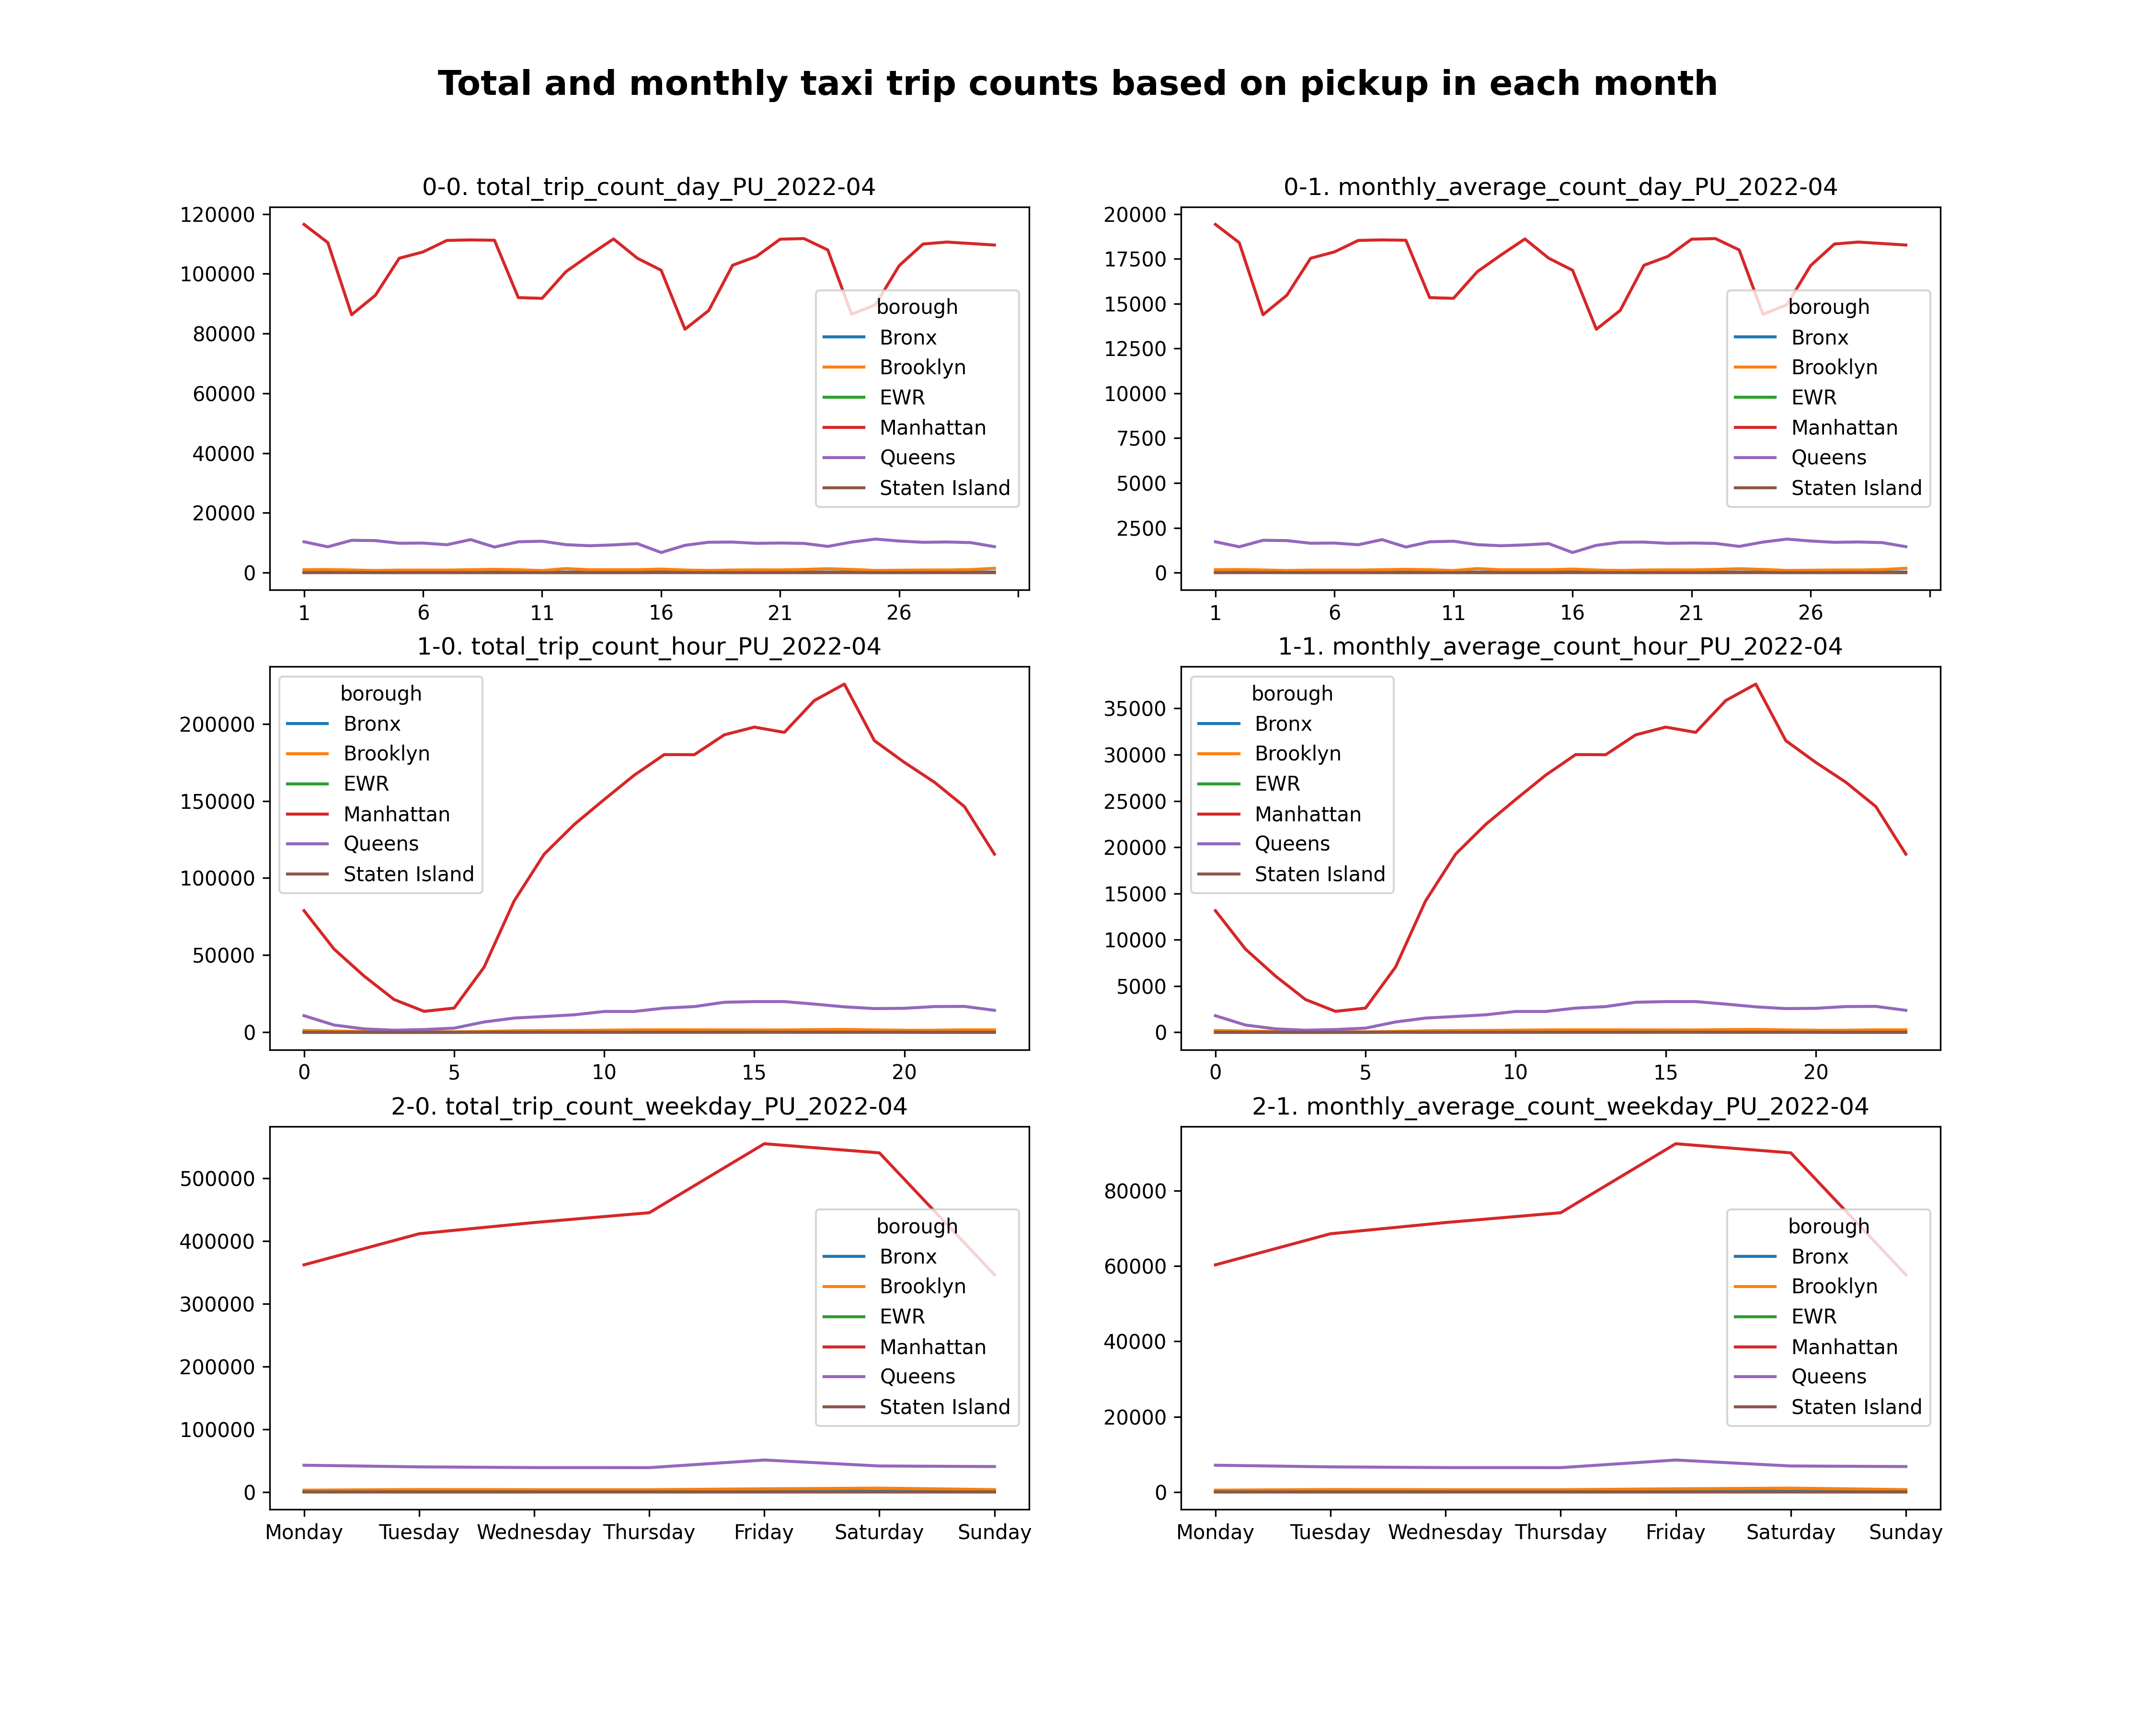 Total and monthly taxi trip counts based on pickup in each month
0-0. total_trip_count_day_PU_2022-04
120000
100000
80000
60000
40000
20000
0
1 6 11 16 21 26
borough
Bronx
Brooklyn
EWR
Manhattan
Queens
Staten Island
0-1. monthly_average_count_day_PU_2022-04
20000
17500
15000
12500
10000
7500
5000
2500
0
1 6 11 16 21 26
borough
Bronx
Brooklyn
EWR
Manhattan
Queens
Staten Island
1-0. total_trip_count_hour_PU_2022-04
200000
150000
100000
50000
0
0 5 10 15 20
borough
Bronx
Brooklyn
EWR
Manhattan
Queens
Staten Island
1-1. monthly_average_count_hour_PU_2022-04
35000
30000
25000
20000
15000
10000
5000
0
0 5 10 15 20
borough
Bronx
Brooklyn
EWR
Manhattan
Queens
Staten Island
2-0. total_trip_count_weekday_PU_2022-04
500000
400000
300000
200000
100000
0
Monday Tuesday Wednesday Thursday Friday Saturday Sunday
borough
Bronx
Brooklyn
EWR
Manhattan
Queens
Staten Island
2-1. monthly_average_count_weekday_PU_2022-04
80000
60000
40000
20000
0
Monday Tuesday Wednesday Thursday Friday Saturday Sunday
borough
Bronx
Brooklyn
EWR
Manhattan
Queens
Staten Island